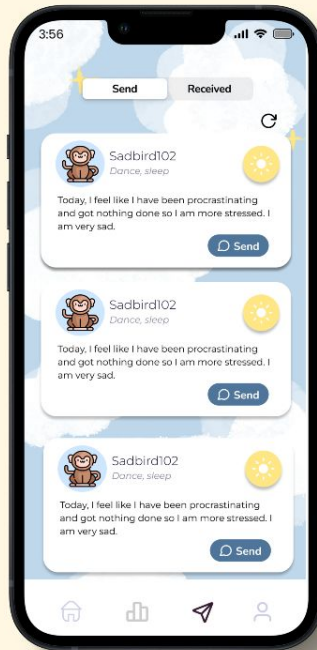 3:56
Send Received
Sadbird102
Dance, sleep
Today, I feel like I have been procrastinating
and got nothing done so I am more stressed. I
am very sad.
Send
Sadbird102
Dance, sleep
Today, I feel like I have been procrastinating
and got nothing done so I am more stressed. I
am very sad.
Send
Sadbird102
Dance, sleep
Today, I feel like I have been procrastinating
and got nothing done so I am more stressed. I
am very sad.
Send